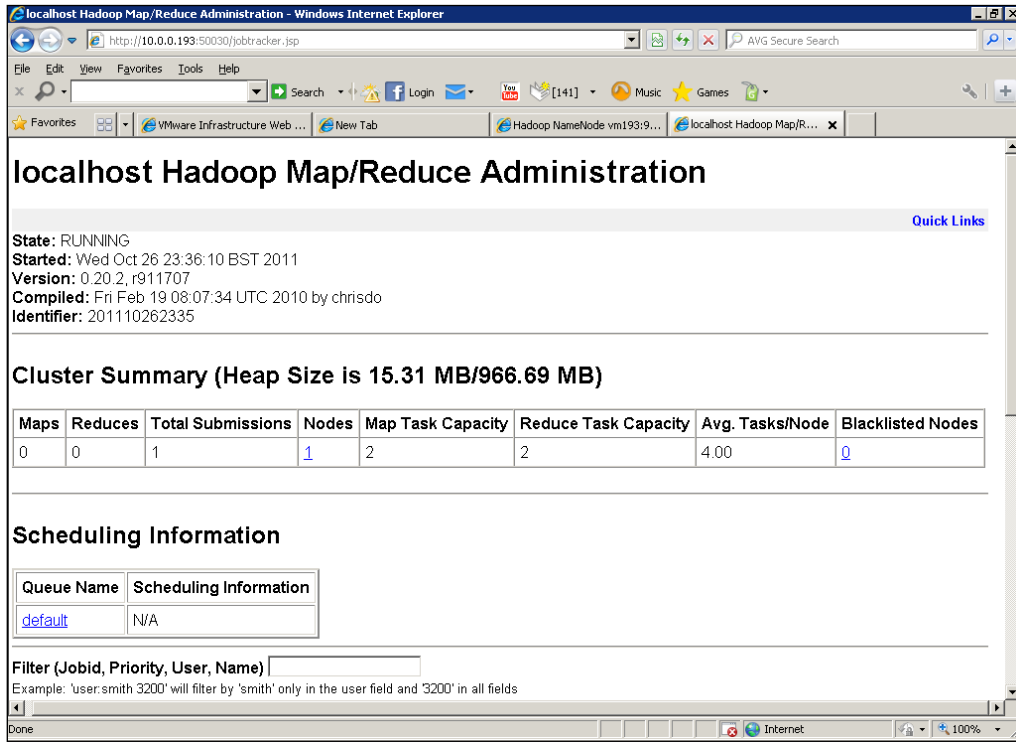 localhost Hadoop Map/Reduce Administration - Windows Internet Explorer
http://10.0.0.193:50030/jobtracker.jsp AVG Secure Search
File Edit View Favorites Tools Help
Search Login You Tube [141] Music Games
Favorites VMware Infrastructure Web ... New Tab Hadoop NameNode vm193:9... localhost Hadoop Map/R...
localhost Hadoop Map/Reduce Administration
Quick Links
State: RUNNING
Started: Wed Oct 26 23:36:10 BST 2011
Version: 0.20.2, r911707
Compiled: Fri Feb 19 08:07:34 UTC 2010 by chrisdo
Identifier: 201110262335
Cluster Summary (Heap Size is 15.31 MB/966.69 MB)
Maps Reduces Total Submissions Nodes Map Task Capacity Reduce Task Capacity Avg. Tasks/Node Blacklisted Nodes
0 0 1 1 2 2 4.00 0
Scheduling Information
Queue Name Scheduling Information
default N/A
Filter (Jobid, Priority, User, Name)
Example: 'user:smith 3200' will filter by 'smith' only in the user field and '3200' in all fields
Done Internet 100%